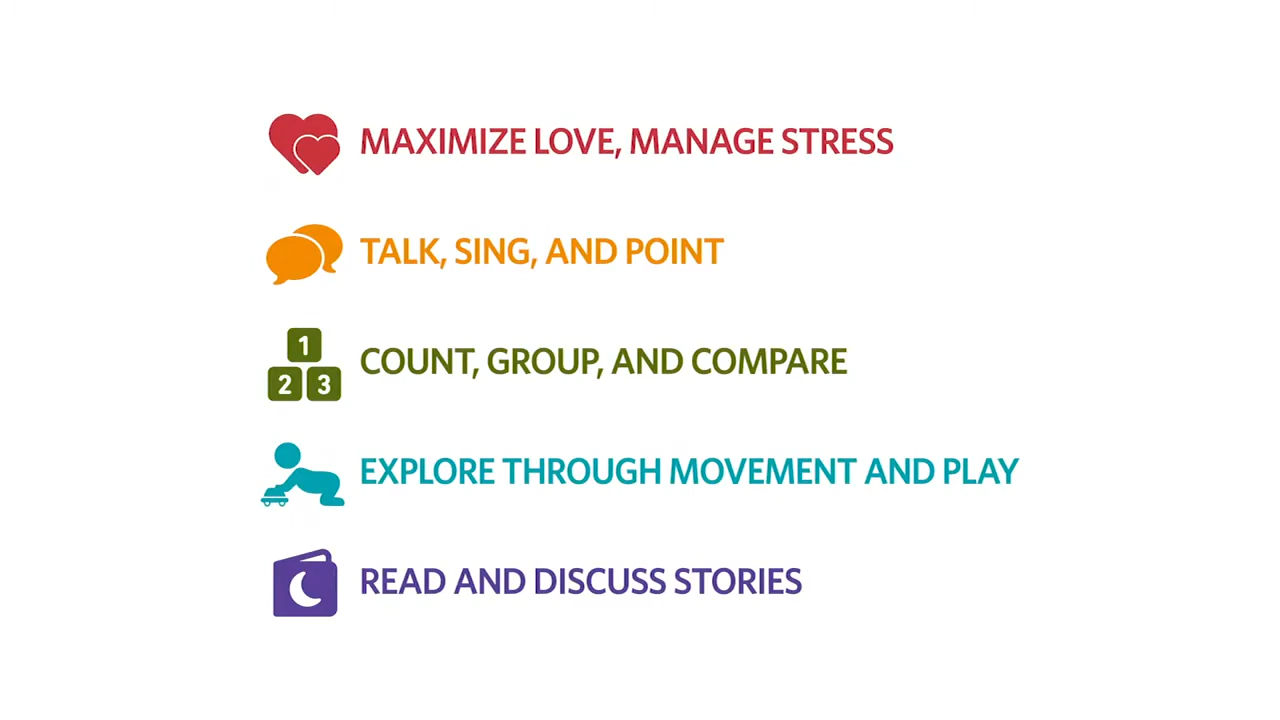 MAXIMIZE LOVE, MANAGE STRESS
TALK, SING, AND POINT
1
2 3
COUNT, GROUP, AND COMPARE
EXPLORE THROUGH MOVEMENT AND PLAY
READ AND DISCUSS STORIES